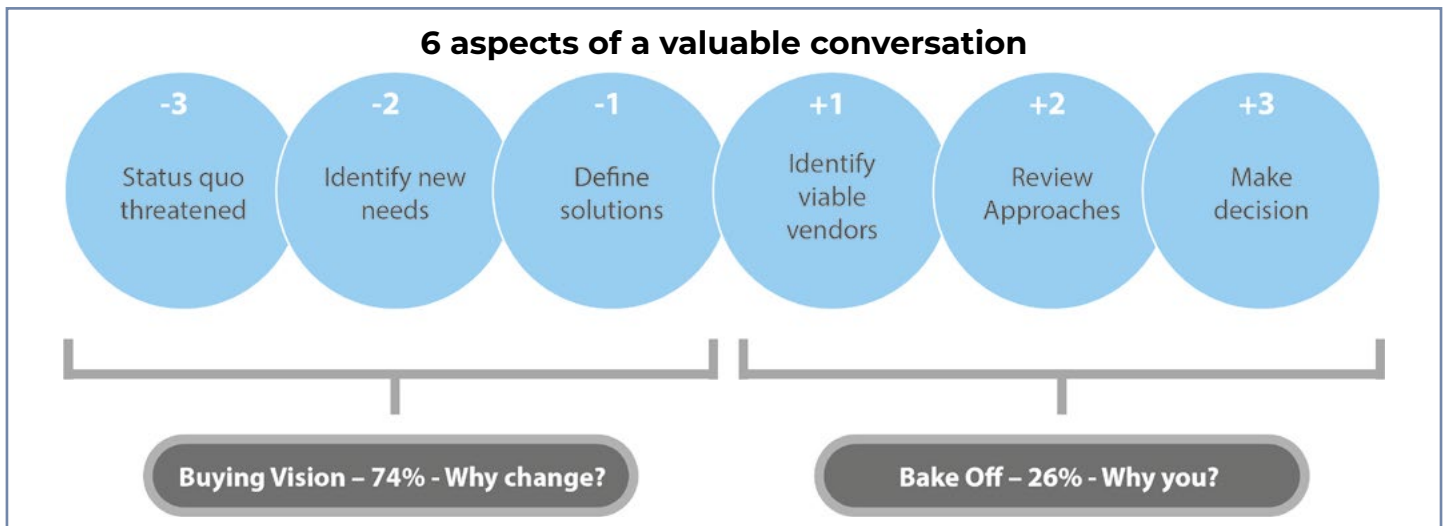 6 aspects of a valuable conversation
-3
Status quo
threatened
-2
Identify new
needs
-1
Define
solutions
+1
Identify
viable
vendors
+2
Review
Approaches
+3
Make
decision
Buying Vision – 74% - Why change?
Bake Off – 26% - Why you?